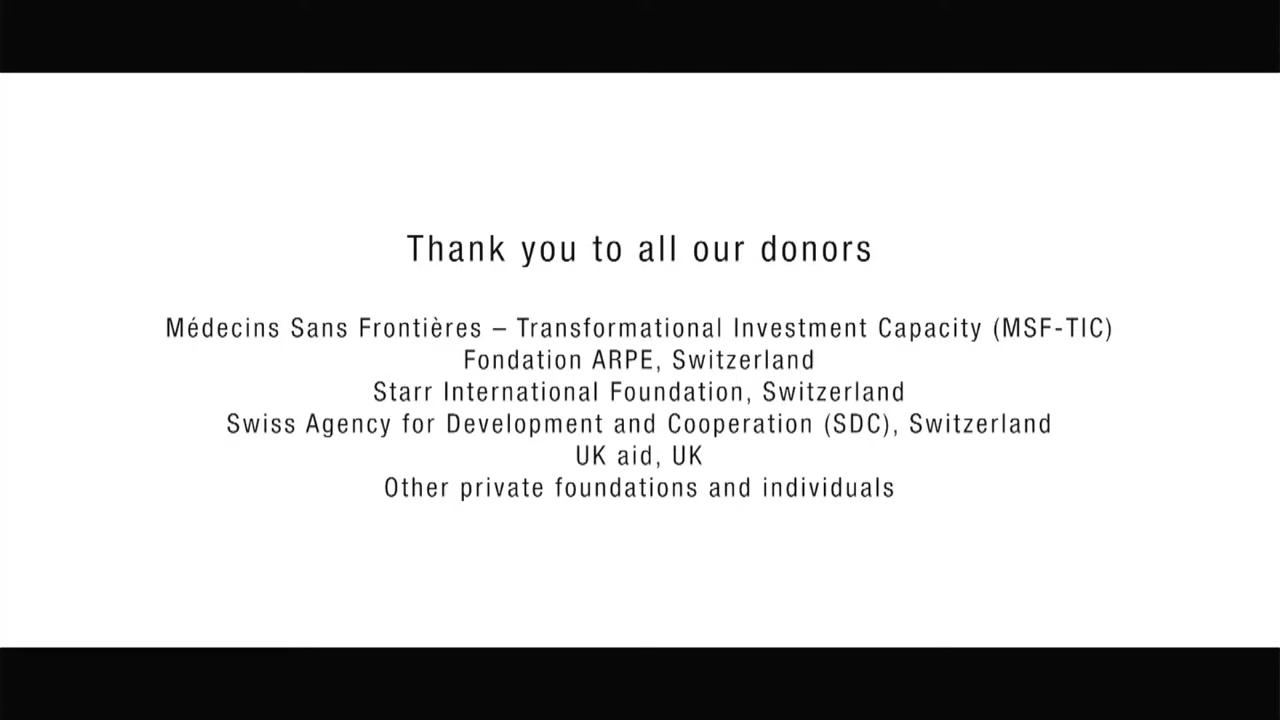 Thank you to all our donors
Médecins Sans Frontières – Transformational Investment Capacity (MSF-TIC)
Fondation ARPE, Switzerland
Starr International Foundation, Switzerland
Swiss Agency for Development and Cooperation (SDC), Switzerland
UK aid, UK
Other private foundations and individuals